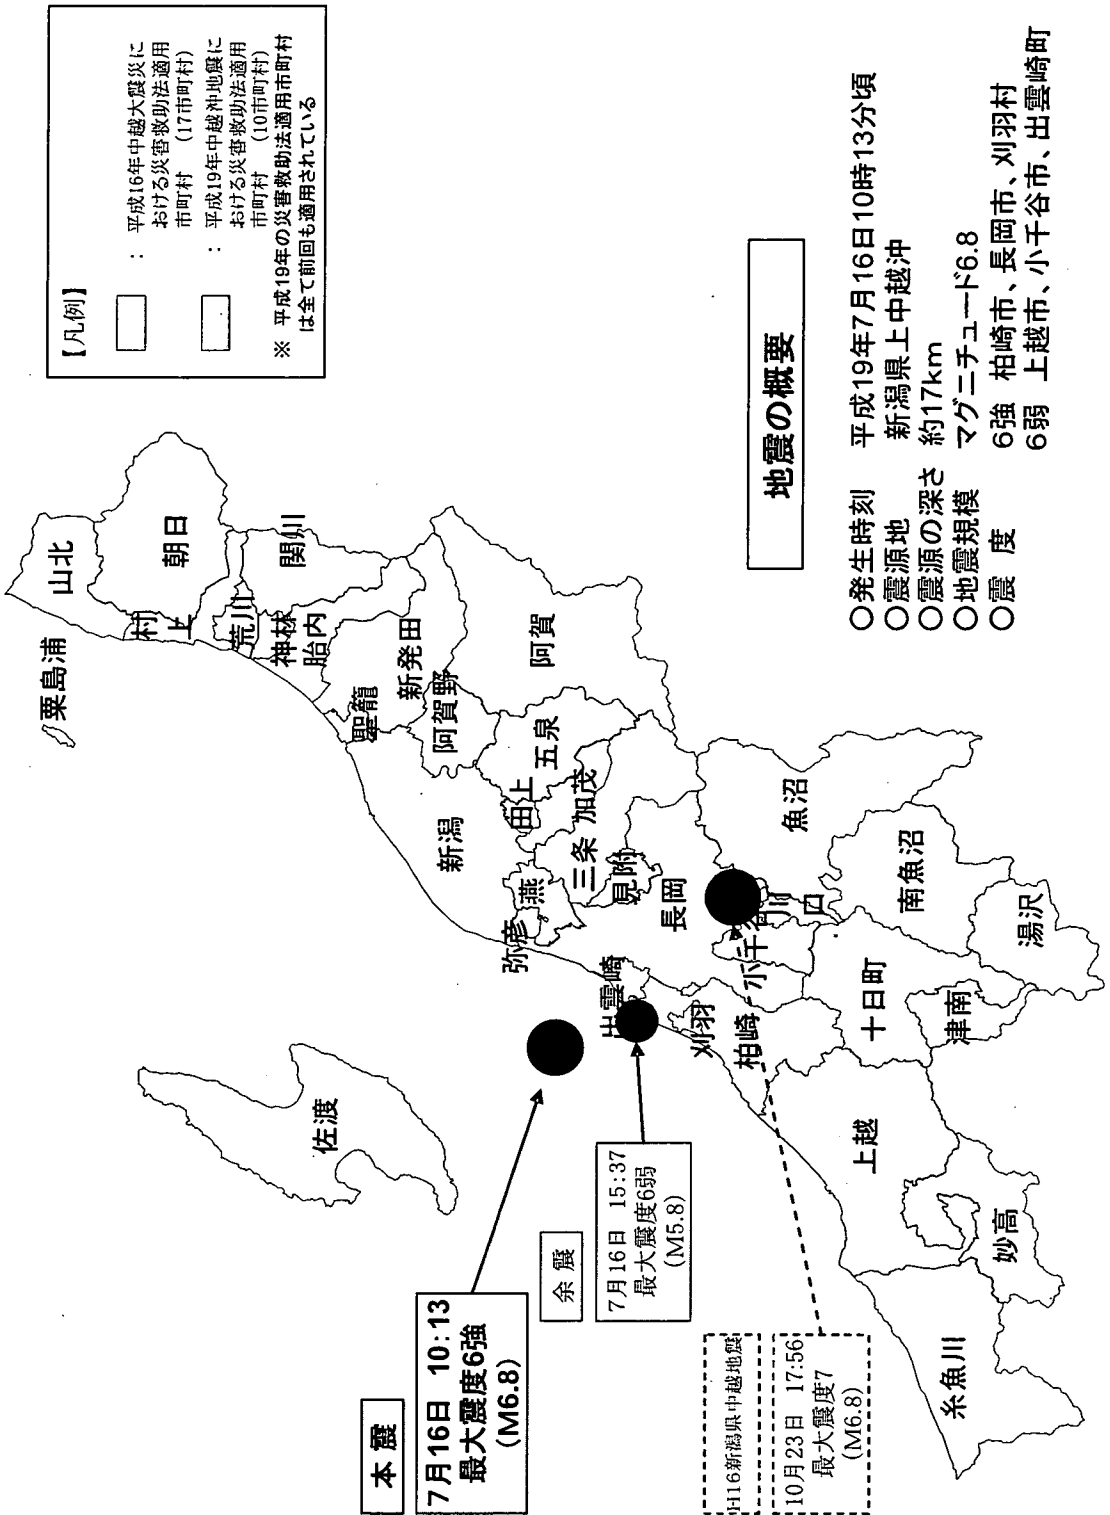 【凡例】
： 平成16年中越大震災に
おける災害救助法適用
市町村 （17市町村）
： 平成19年中越沖地震に
おける災害救助法適用
市町村 （10市町村）
※ 平成19年の災害救助法適用市町村
は全て前回も適用されている
粟島浦
山北
朝日
村上
荒川
関川
神林
胎内
聖籠
新発田
阿賀野
阿賀
新潟
五泉
田上
加茂
三条
燕
弥彦
見附
長岡
出雲崎
魚沼
川口
小千谷
刈羽
柏崎
南魚沼
湯沢
十日町
津南
佐渡
上越
妙高
糸魚川
本震
7月16日 10:13
最大震度6強
（M6.8）
余震
7月16日 15:37
最大震度6弱
（M5.8）
H16新潟県中越地震
10月23日 17:56
最大震度7
（M6.8）
地震の概要
○発生時刻 平成19年7月16日10時13分頃
○震源地 新潟県上中越沖
○震源の深さ 約17km
○地震規模 マグニチュード6.8
○震 度 6強 柏崎市、長岡市、刈羽村
6弱 上越市、小千谷市、出雲崎町